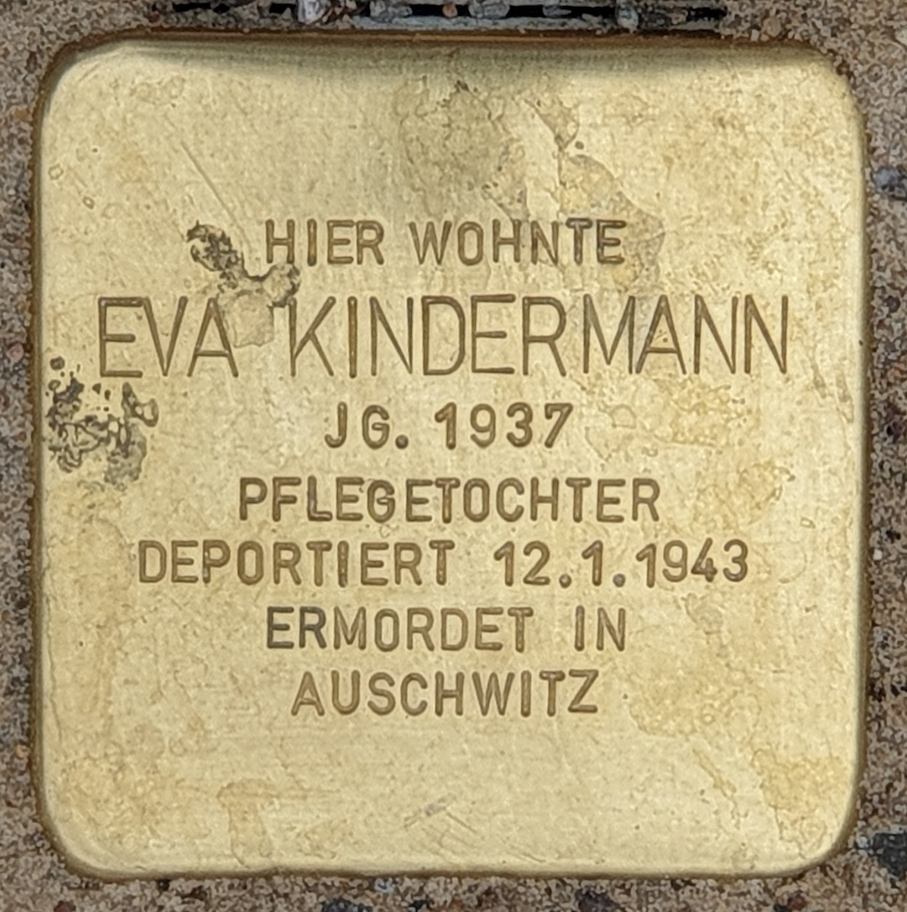 HIER WOHNTE
EVA KINDERMANN
JG. 1937
PFLEGETOCHTER
DEPORTIERT 12.1.1943
ERMORDET IN
AUSCHWITZ